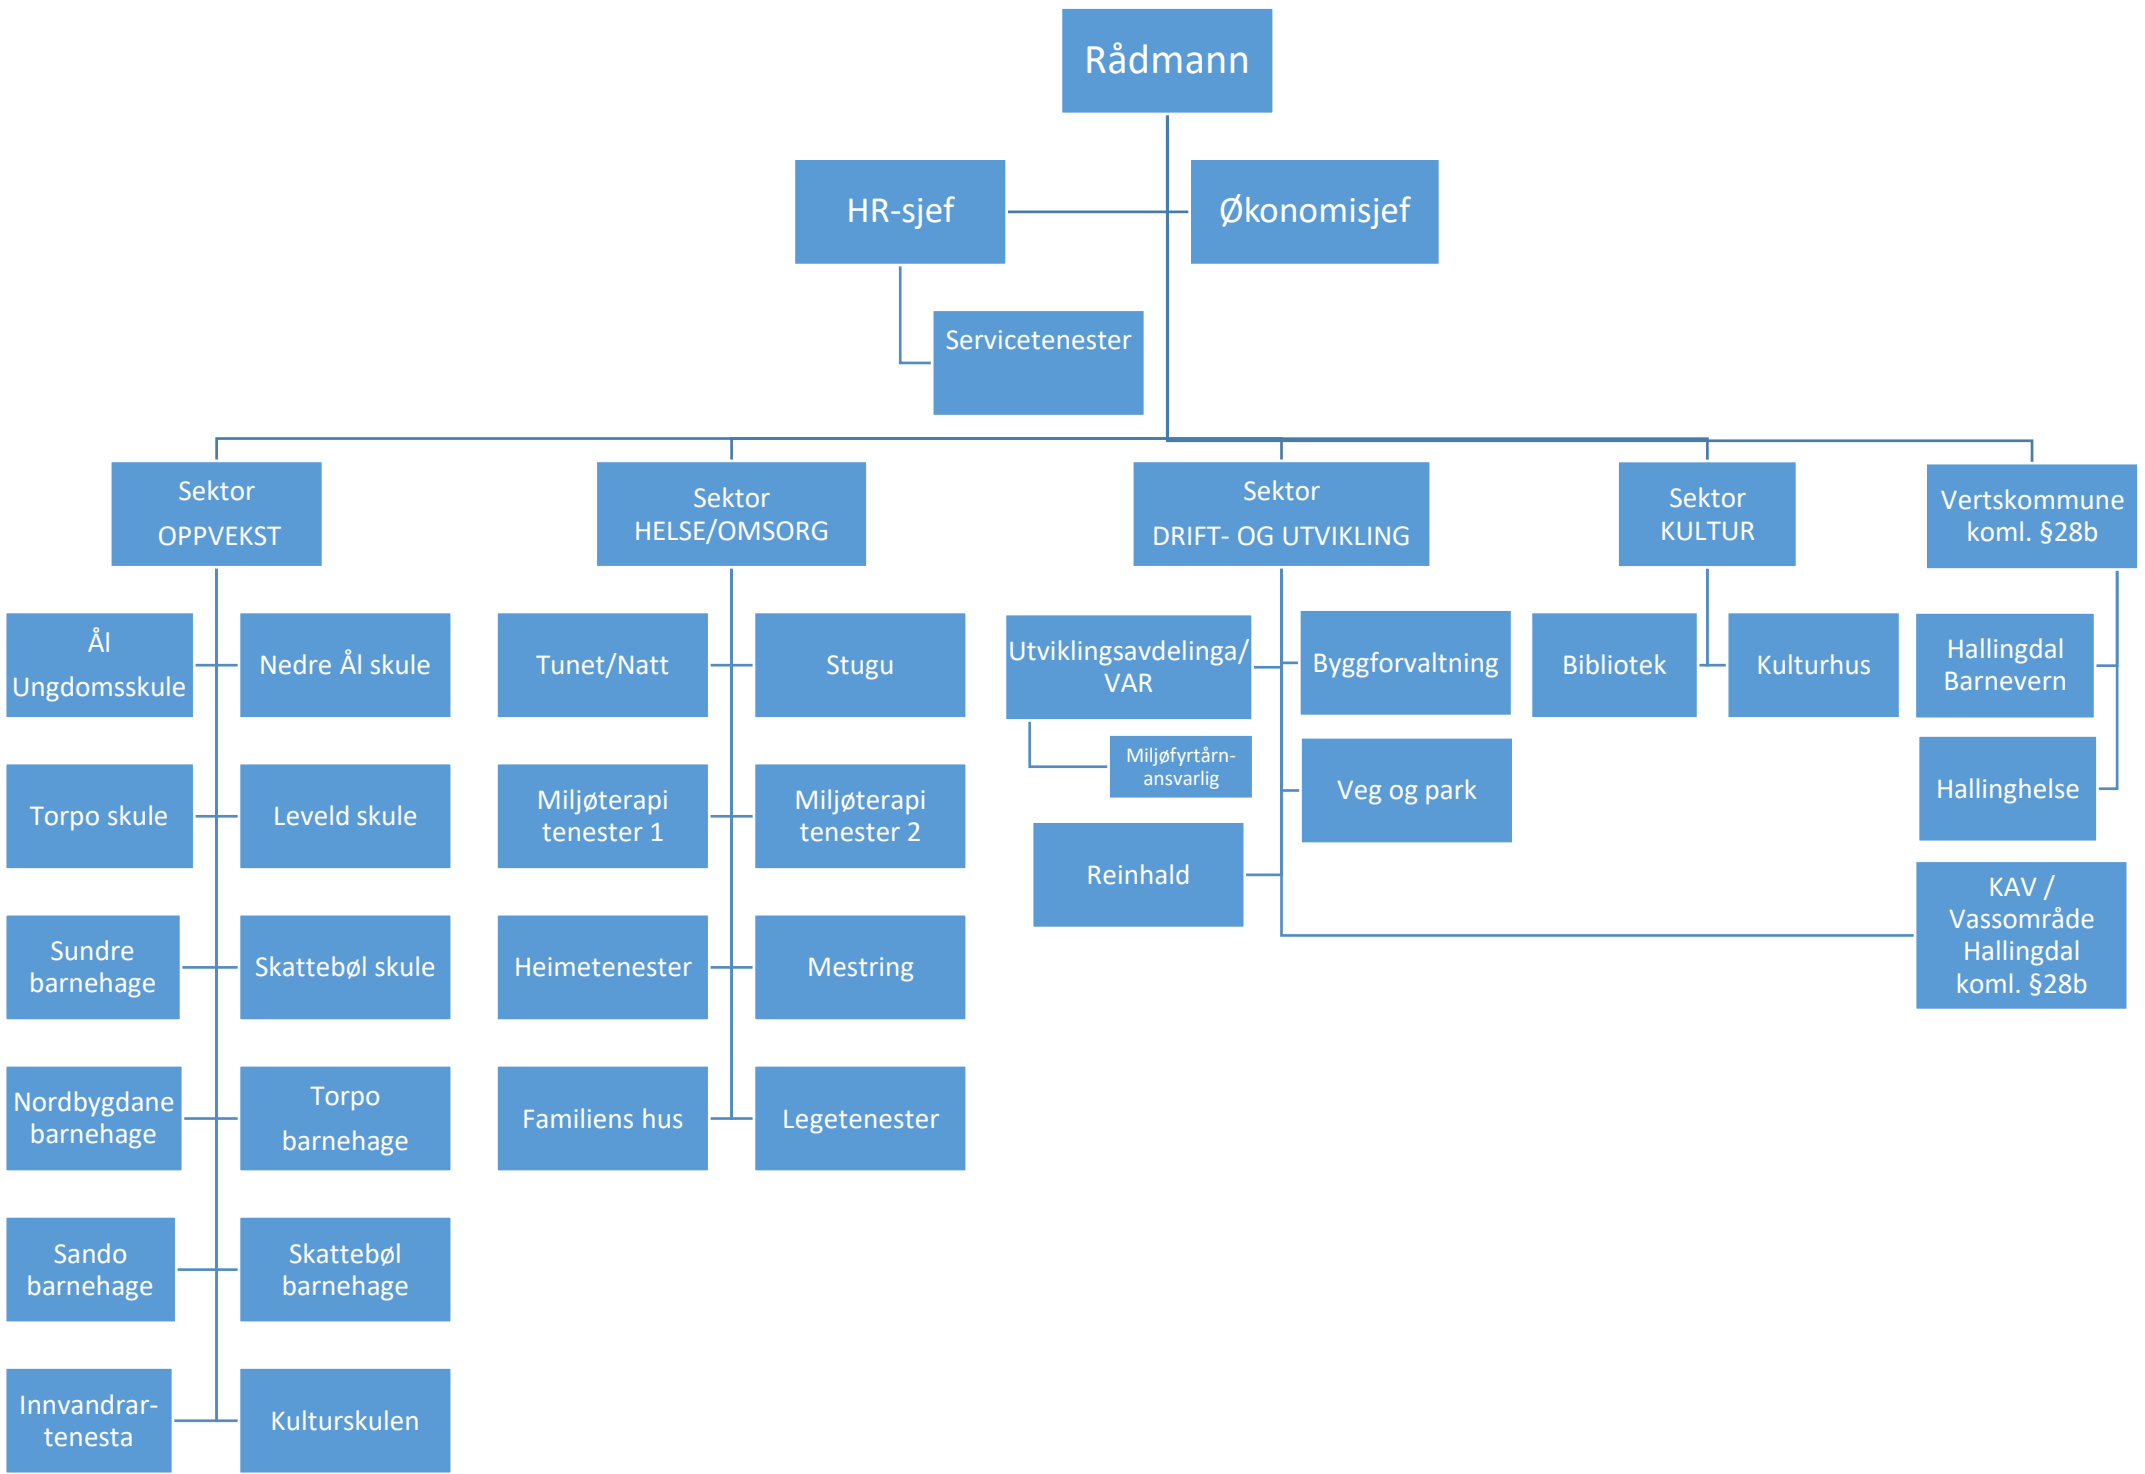 Rådmann
HR-sjef
Økonomisjef
Servicetenester
Sektor
OPPVEKST
Sektor
HELSE/OMSORG
Sektor
DRIFT- OG UTVIKLING
Sektor
KULTUR
Vertskommune
koml. §28b
Ål
Ungdomsskule
Nedre Ål skule
Torpo skule
Leveld skule
Sundre
barnehage
Skattebøl skule
Nordbygdane
barnehage
Torpo
barnehage
Sando
barnehage
Skattebøl
barnehage
Innvandrar-
tenesta
Kulturskulen
Tunet/Natt
Stugu
Miljøterapi
tenester 1
Miljøterapi
tenester 2
Heimetenester
Mestring
Familiens hus
Legetenester
Utviklingsavdelinga/
VAR
Byggforvaltning
Miljøfyrtårn-
ansvarlig
Veg og park
Reinhald
Bibliotek
Kulturhus
Hallingdal
Barnevern
Hallinghelse
KAV /
Vassområde
Hallingdal
koml. §28b